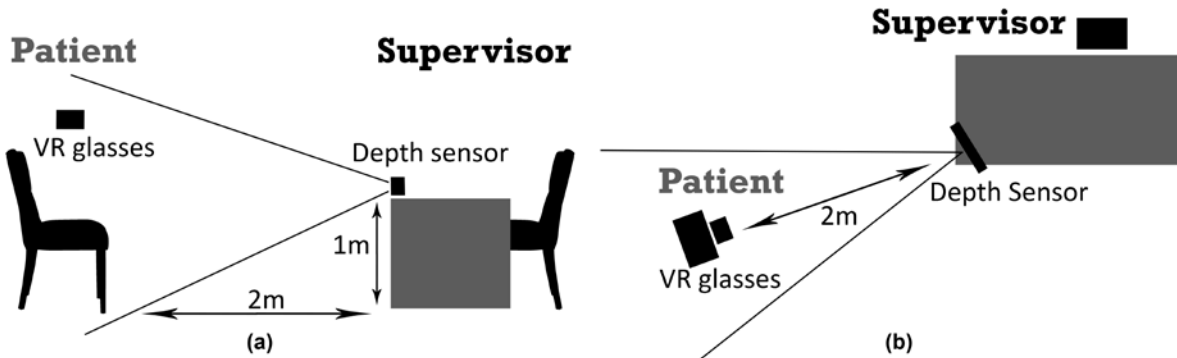 Patient
Supervisor
VR glasses
Depth sensor
1m
2m
(a)
Supervisor
Patient
Depth Sensor
2m
VR glasses
(b)